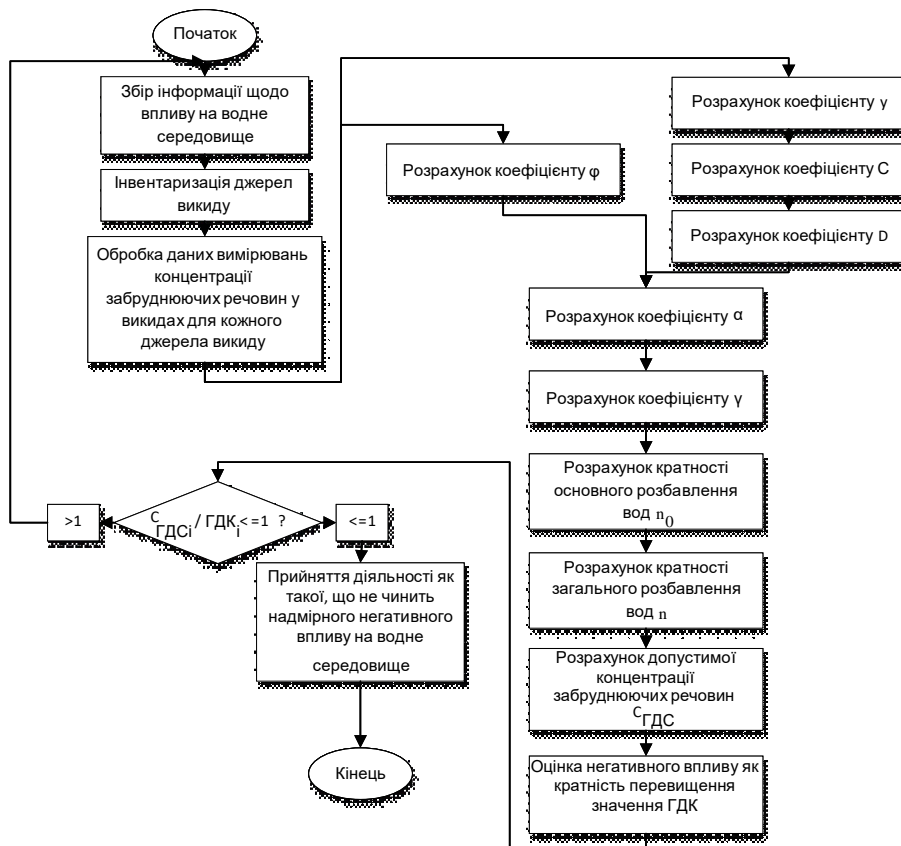 Початок
Збір інформації щодо
впливу на водне
середовище
Інвентаризація джерел
викиду
Обробка даних вимірювань
концентрації
забруднюючих речовин у
викидах для кожного
джерела викиду
Розрахунок коефіцієнту φ
Розрахунок коефіцієнту γ
Розрахунок коефіцієнту С
Розрахунок коефіцієнту D
Розрахунок коефіцієнту α
Розрахунок коефіцієнту γ
Розрахунок кратності
основного розбавлення
вод n0
Розрахунок кратності
загального розбавлення
вод n
Розрахунок допустимої
концентрації
забруднюючих речовин
СГДС
Оцінка негативного впливу як
кратність перевищення
значення ГДК
СГДСі / ГДКі <=1 ?
>1
<=1
Прийняття діяльності як
такої, що не чинить
надмірного негативного
впливу на водне
середовище
Кінець